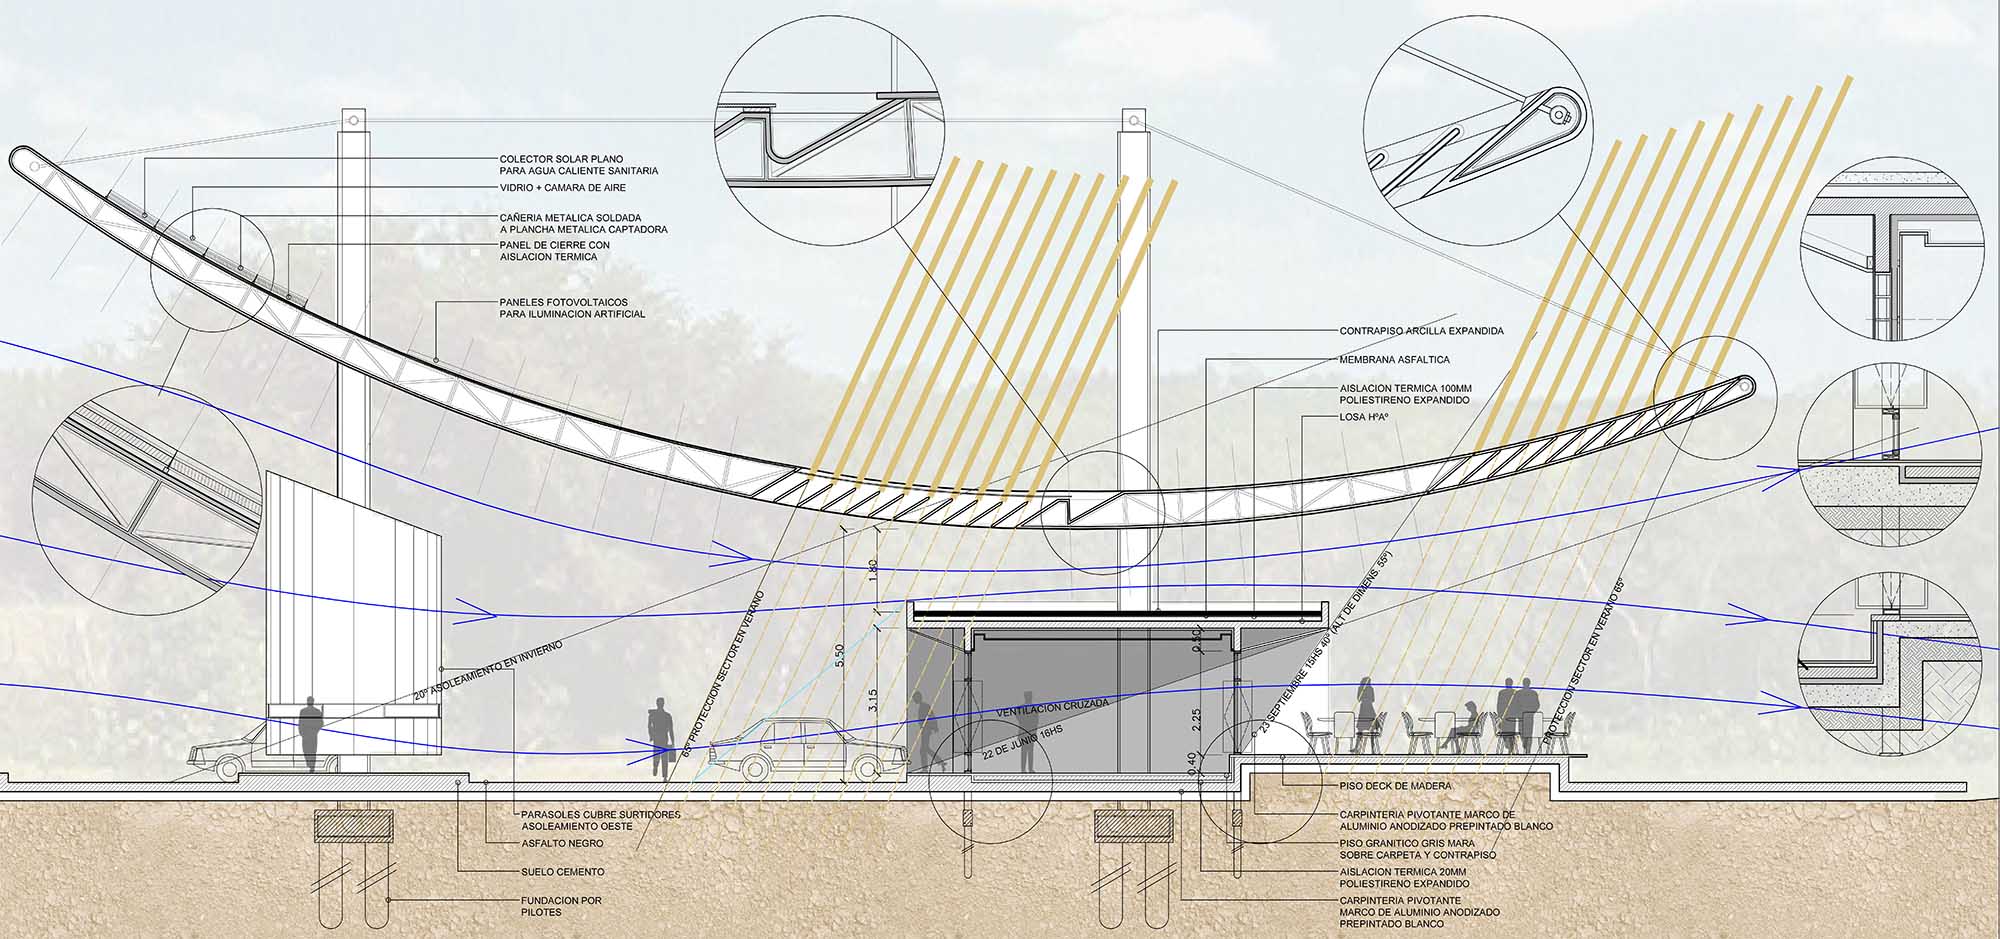 COLECTOR SOLAR PLANO
PARA AGUA CALIENTE SANITARIA
VIDRIO + CAMARA DE AIRE
CAÑERIA METALICA SOLDADA
A PLANCHA METALICA CAPTADORA
PANEL DE CIERRE CON
AISLACION TERMICA
PANELES FOTOVOLTAICOS
PARA ILUMINACION ARTIFICIAL
CONTRAPISO ARCILLA EXPANDIDA
MEMBRANA ASFALTICA
AISLACION TERMICA 100MM
POLIESTIRENO EXPANDIDO
LOSA HºAº
1.80
5.50
3.15
0.50
2.25
0.40
20º ASOLEAMIENTO EN INVIERNO
65º PROTECCION SECTOR EN VERANO
VENTILACION CRUZADA
22 DE JUNIO 16HS
23 SEPTIEMBRE 15HS 40º (ALT DE DIMENS. 55º)
PROTECCION SECTOR EN VERANO 65º
PARASOLES CUBRE SURTIDORES
ASOLEAMIENTO OESTE
ASFALTO NEGRO
SUELO CEMENTO
FUNDACION POR
PILOTES
PISO DECK DE MADERA
CARPINTERIA PIVOTANTE MARCO DE
ALUMINIO ANODIZADO PREPINTADO BLANCO
PISO GRANITICO GRIS MARA
SOBRE CARPETA Y CONTRAPISO
AISLACION TERMICA 20MM
POLIESTIRENO EXPANDIDO
CARPINTERIA PIVOTANTE
MARCO DE ALUMINIO ANODIZADO
PREPINTADO BLANCO